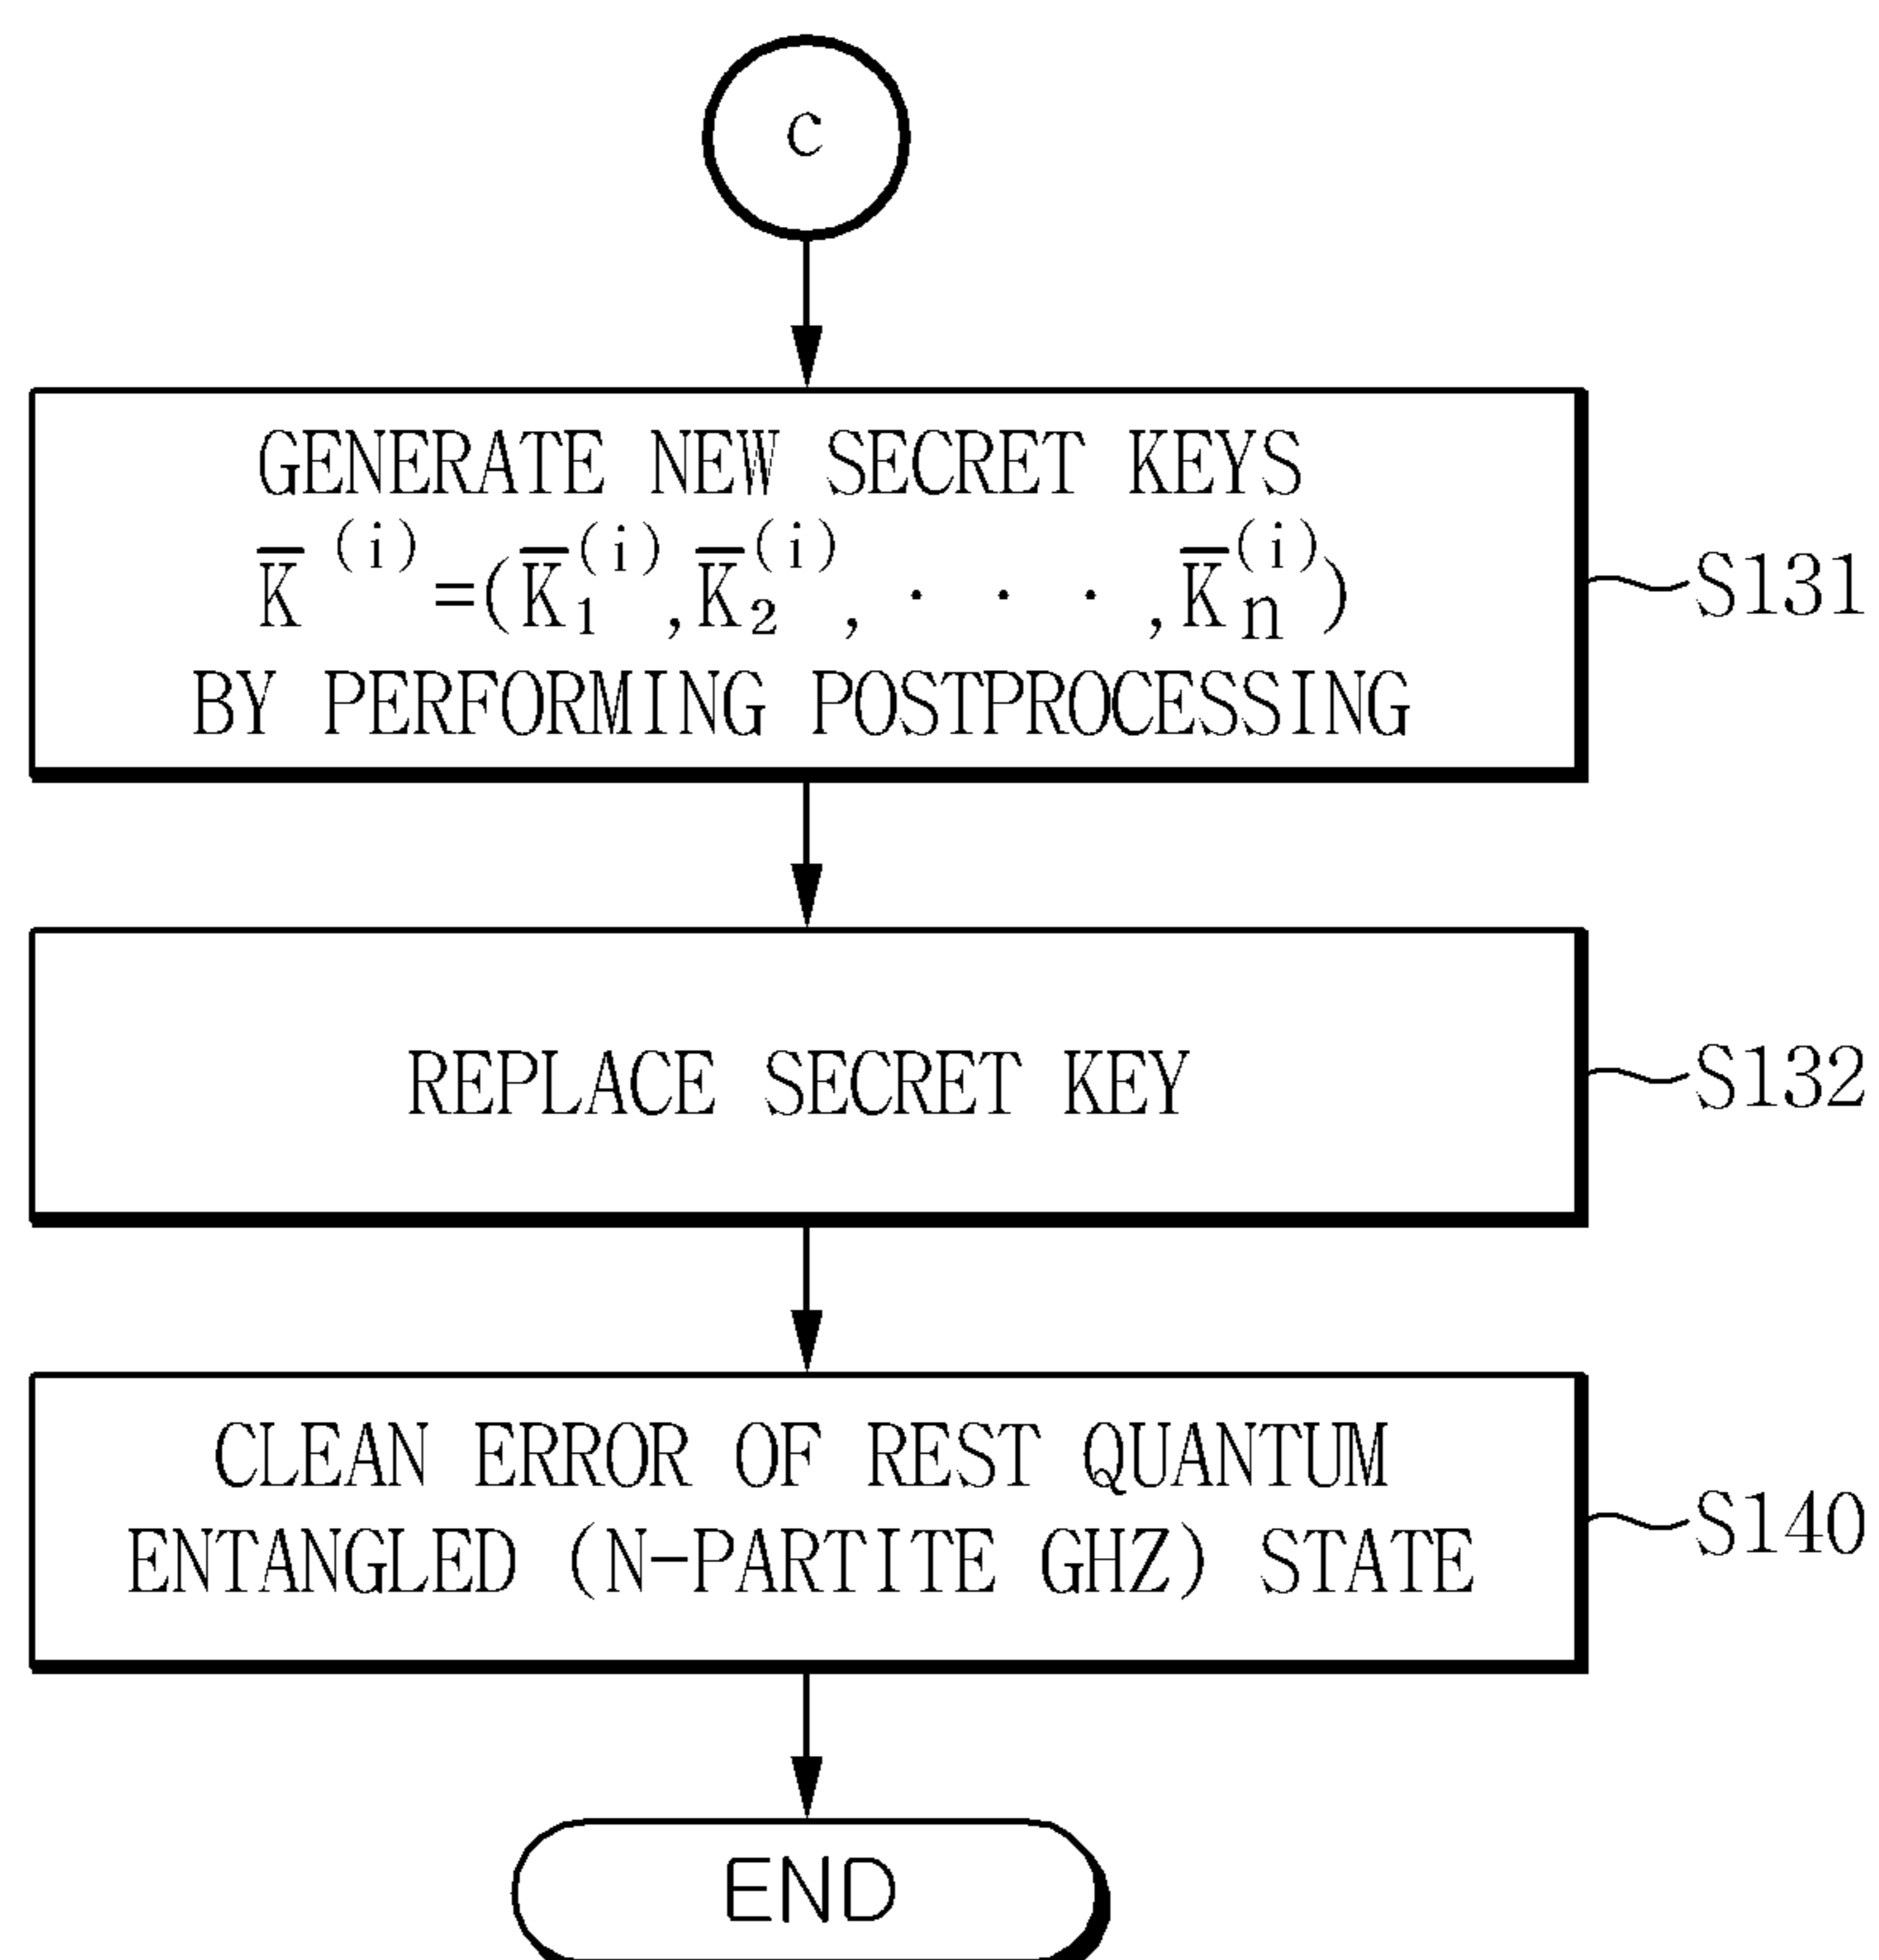 C
GENERATE NEW SECRET KEYS
K̅⁽ⁱ⁾=(K̅₁⁽ⁱ⁾,K̅₂⁽ⁱ⁾, · · · ,K̅ₙ⁽ⁱ⁾)
BY PERFORMING POSTPROCESSING
S131
REPLACE SECRET KEY
S132
CLEAN ERROR OF REST QUANTUM
ENTANGLED (N-PARTITE GHZ) STATE
S140
END